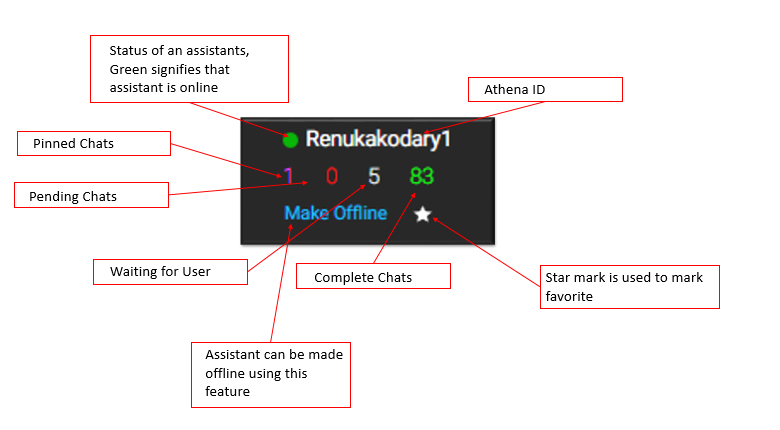 Status of an assistants,
Green signifies that
assistant is online
Athena ID
Renukakodary1
Pinned Chats
1 0 5 83
Pending Chats
Make Offline
Waiting for User
Complete Chats
Star mark is used to mark
favorite
Assistant can be made
offline using this
feature